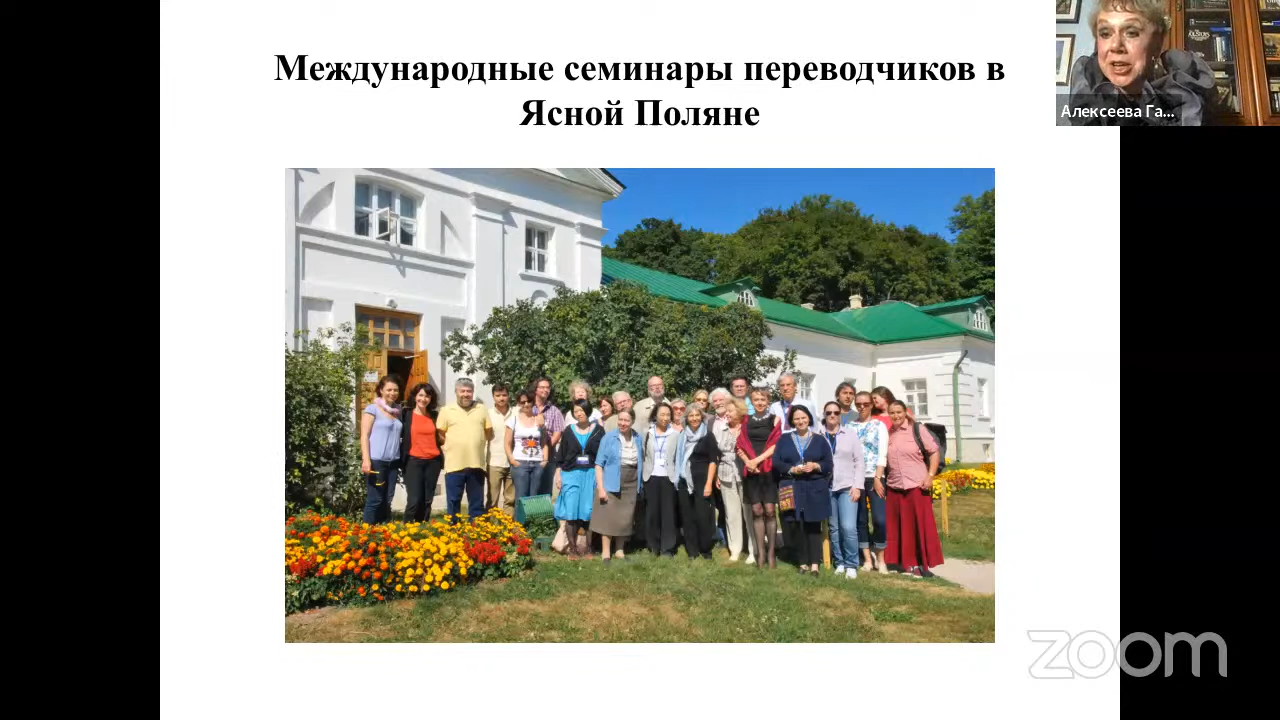 Международные семинары переводчиков в
Ясной Поляне
Алексеева Га...
zoom